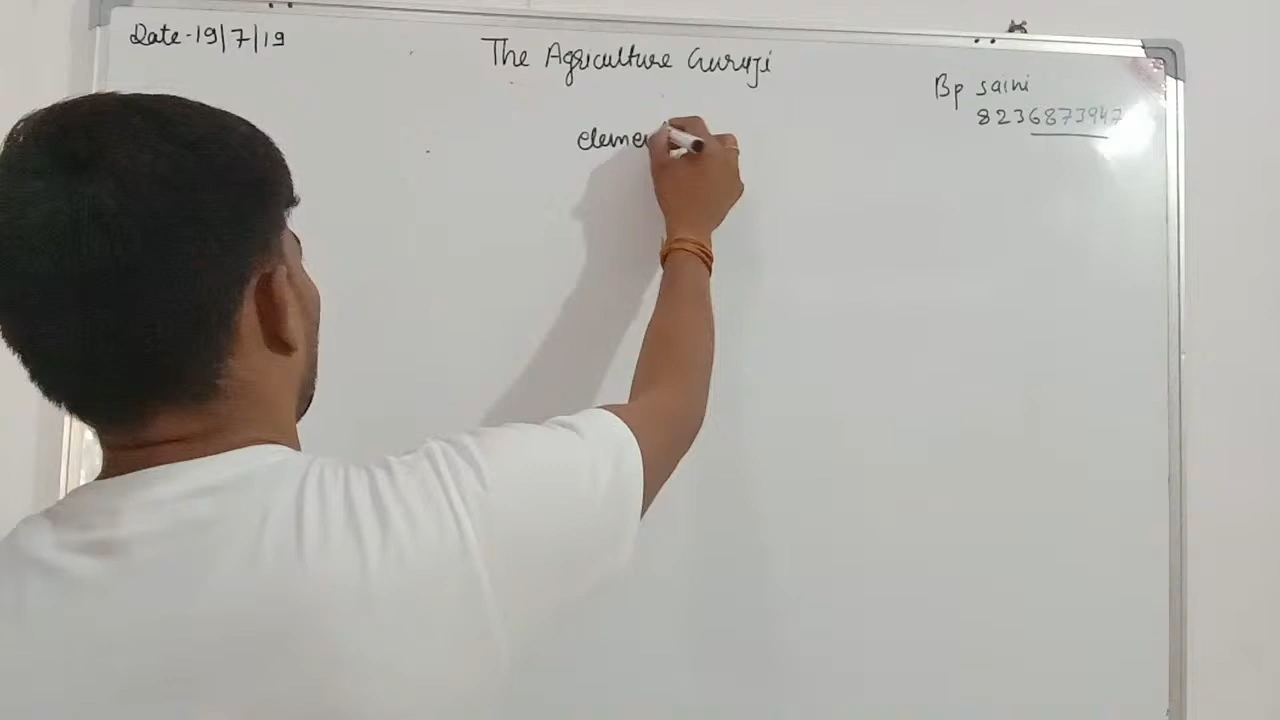 Date-19/7/19
The Agriculture Guruji
Bp saini
8236873947
elemen